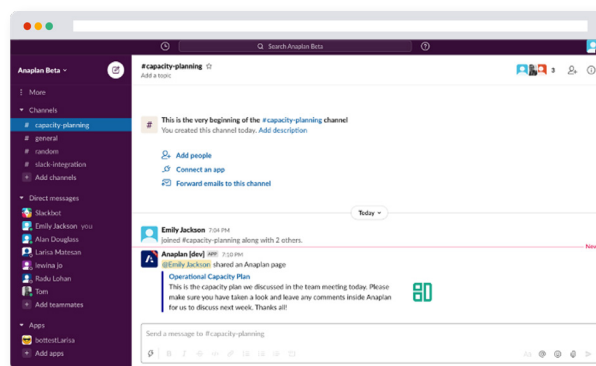 Search Anaplan Beta
Anaplan Beta
More
Channels
# capacity-planning
# general
# random
# slack-integration
+ Add channels
Direct messages
Slackbot
Emily Jackson you
Alan Douglass
Larisa Matesan
iewina jo
Radu Lohan
Tom
+ Add teammates
Apps
bottestLarisa
+ Add apps
#capacity-planning
Add a topic
3
#
This is the very beginning of the #capacity-planning channel
You created this channel today. Add description
Add people
Connect an app
Forward emails to this channel
Today
Emily Jackson 7:04 PM
joined #capacity-planning along with 2 others.
New
Anaplan [dev] APP 7:10 PM
@Emily Jackson shared an Anaplan page
Operational Capacity Plan
This is the capacity plan we discussed in the team meeting today. Please
make sure you have taken a look and leave any comments inside Anaplan
for us to discuss next week. Thanks all!
Send a message to #capacity-planning
B I S
Aa @